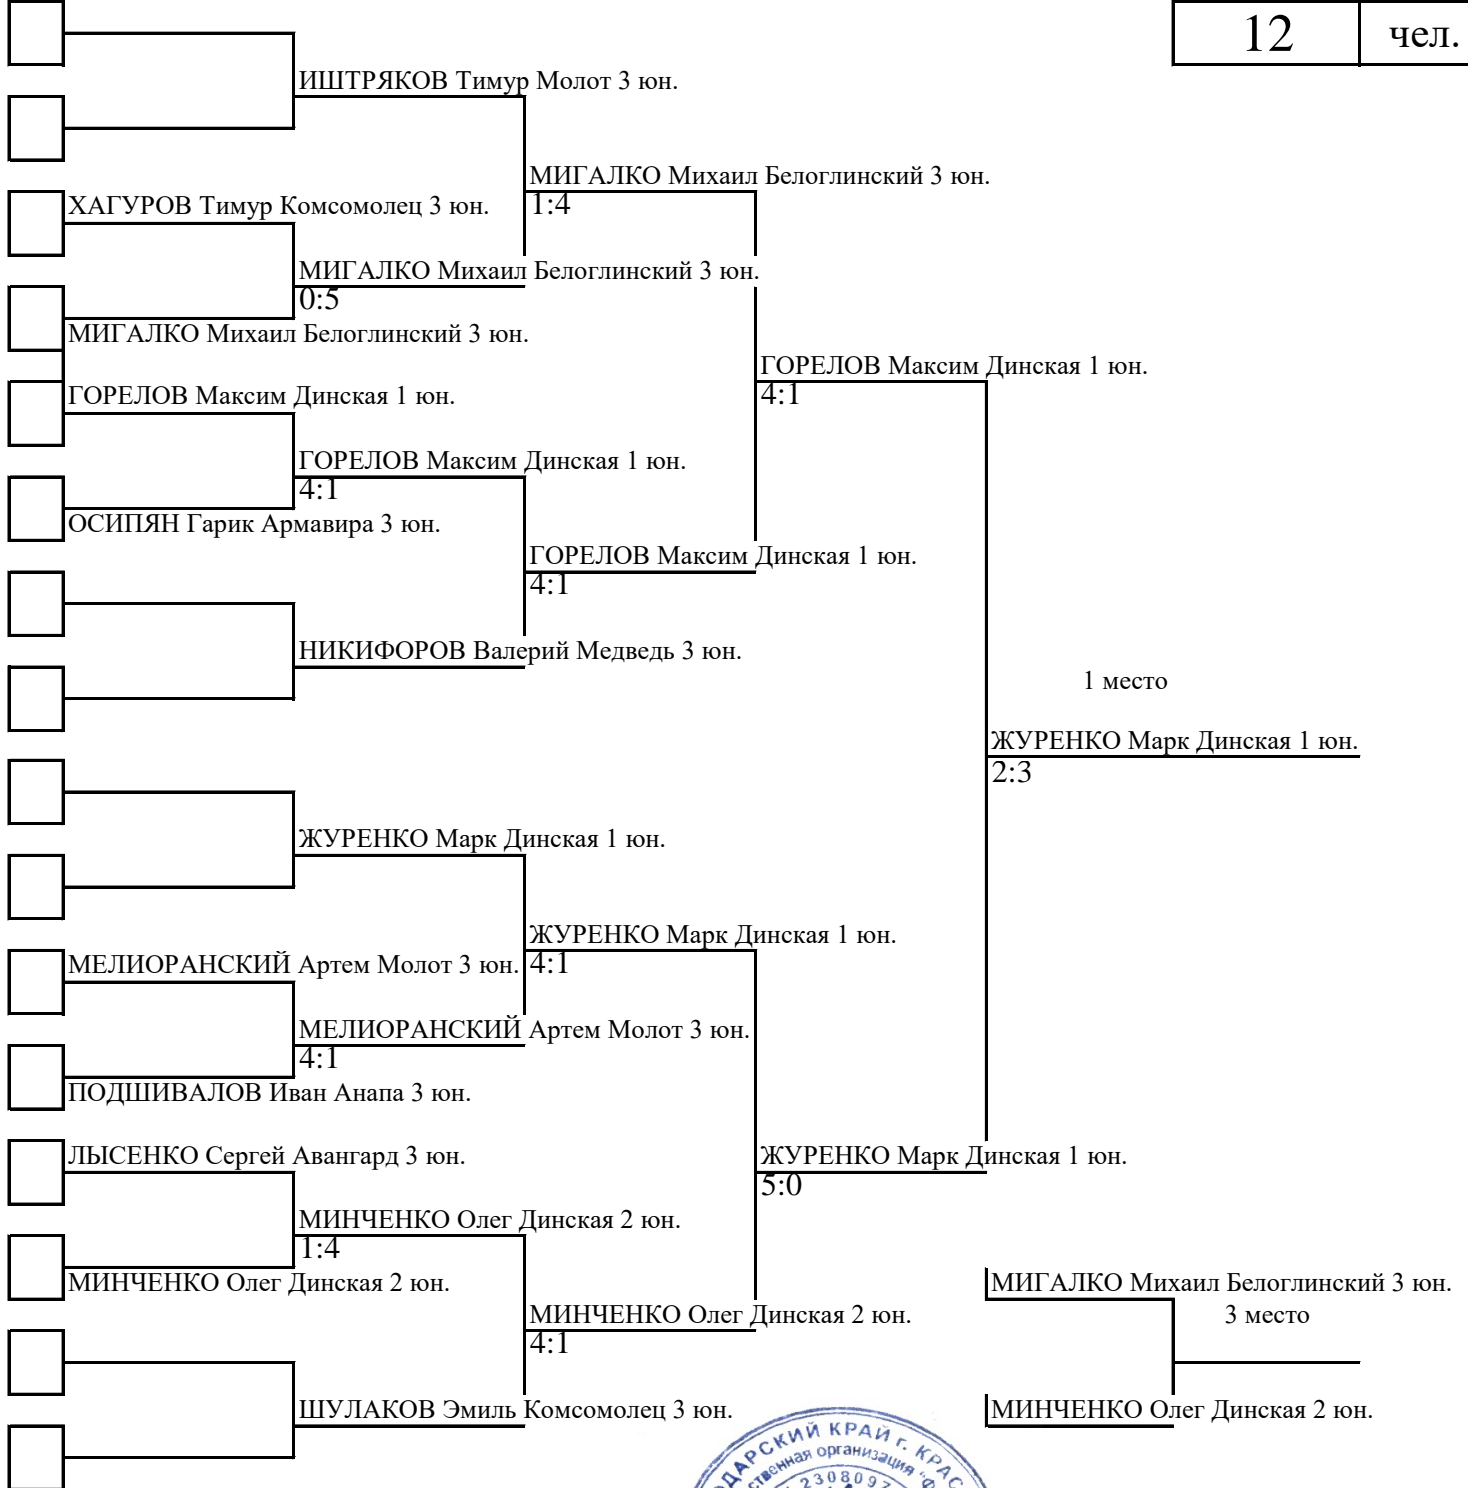 12 чел.
ИШТРЯКОВ Тимур Молот 3 юн.
МИГАЛКО Михаил Белоглинский 3 юн.
ХАГУРОВ Тимур Комсомолец 3 юн.
1:4
МИГАЛКО Михаил Белоглинский 3 юн.
0:5
МИГАЛКО Михаил Белоглинский 3 юн.
ГОРЕЛОВ Максим Динская 1 юн.
ГОРЕЛОВ Максим Динская 1 юн.
4:1
ГОРЕЛОВ Максим Динская 1 юн.
4:1
ОСИПЯН Гарик Армавира 3 юн.
ГОРЕЛОВ Максим Динская 1 юн.
4:1
НИКИФОРОВ Валерий Медведь 3 юн.
1 место
ЖУРЕНКО Марк Динская 1 юн.
2:3
ЖУРЕНКО Марк Динская 1 юн.
ЖУРЕНКО Марк Динская 1 юн.
МЕЛИОРАНСКИЙ Артем Молот 3 юн.
4:1
МЕЛИОРАНСКИЙ Артем Молот 3 юн.
4:1
ПОДШИВАЛОВ Иван Анапа 3 юн.
ЛЫСЕНКО Сергей Авангард 3 юн.
ЖУРЕНКО Марк Динская 1 юн.
5:0
МИНЧЕНКО Олег Динская 2 юн.
1:4
МИНЧЕНКО Олег Динская 2 юн.
МИГАЛКО Михаил Белоглинский 3 юн.
МИНЧЕНКО Олег Динская 2 юн.
3 место
4:1
ШУЛАКОВ Эмиль Комсомолец 3 юн.
МИНЧЕНКО Олег Динская 2 юн.
КРАЙ г.
организация